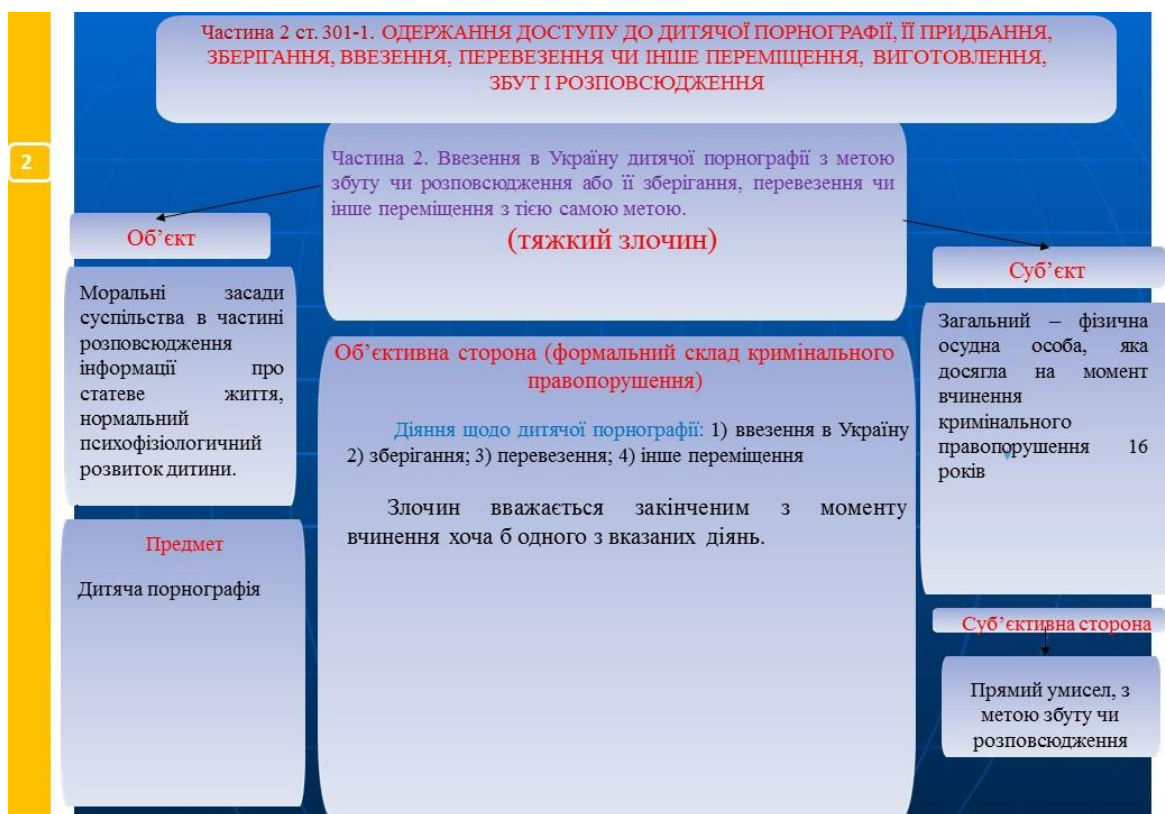 Частина 2 ст. 301-1. ОДЕРЖАННЯ ДОСТУПУ ДО ДИТЯЧОЇ ПОРНОГРАФІЇ, ЇЇ ПРИДБАННЯ,
ЗБЕРІГАННЯ, ВВЕЗЕННЯ, ПЕРЕВЕЗЕННЯ ЧИ ІНШЕ ПЕРЕМІЩЕННЯ, ВИГОТОВЛЕННЯ,
ЗБУТ І РОЗПОВСЮДЖЕННЯ
2
Частина 2. Ввезення в Україну дитячої порнографії з метою
збуту чи розповсюдження або її зберігання, перевезення чи
інше переміщення з тією самою метою.
(тяжкий злочин)
Об’єкт
Моральні засади
суспільства в частині
розповсюдження
інформації про
статеве життя,
нормальний
психофізіологичний
розвиток дитини.
Предмет
Дитяча порнографія
Об’єктивна сторона (формальний склад кримінального
правопорушення)
Діяння щодо дитячої порнографії: 1) ввезення в Україну
2) зберігання; 3) перевезення; 4) інше переміщення
Злочин вважається закінченим з моменту
вчинення хоча б одного з вказаних діянь.
Суб’єкт
Загальний – фізична
осудна особа, яка
досягла на момент
вчинення
кримінального
правопорушення 16
років
Суб’єктивна сторона
Прямий умисел, з
метою збуту чи
розповсюдження